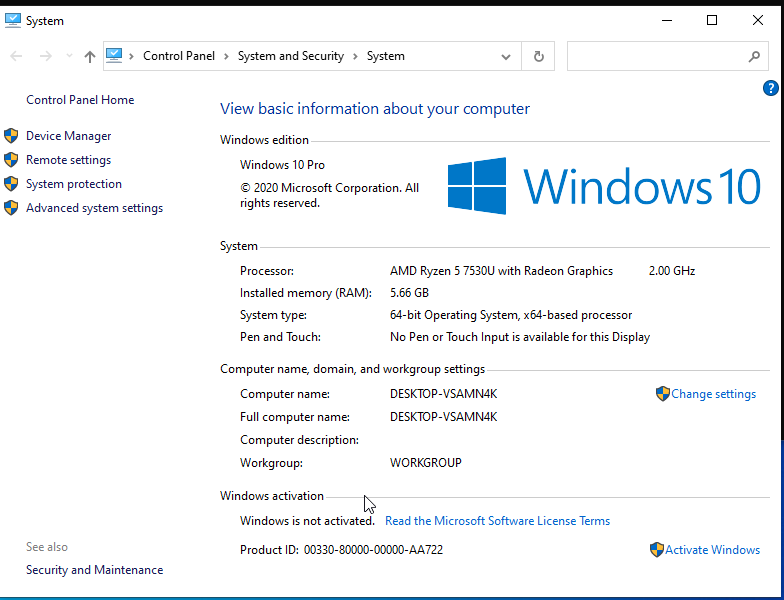 System
Control Panel > System and Security > System
?
Control Panel Home
Device Manager
Remote settings
System protection
Advanced system settings
View basic information about your computer
Windows edition
Windows 10 Pro
© 2020 Microsoft Corporation. All
rights reserved.
Windows 10
System
Processor: AMD Ryzen 5 7530U with Radeon Graphics 2.00 GHz
Installed memory (RAM): 5.66 GB
System type: 64-bit Operating System, x64-based processor
Pen and Touch: No Pen or Touch Input is available for this Display
Computer name, domain, and workgroup settings
Computer name: DESKTOP-VSAMN4K Change settings
Full computer name: DESKTOP-VSAMN4K
Computer description:
Workgroup: WORKGROUP
Windows activation
Windows is not activated. Read the Microsoft Software License Terms
Product ID: 00330-80000-00000-AA722 Activate Windows
See also
Security and Maintenance